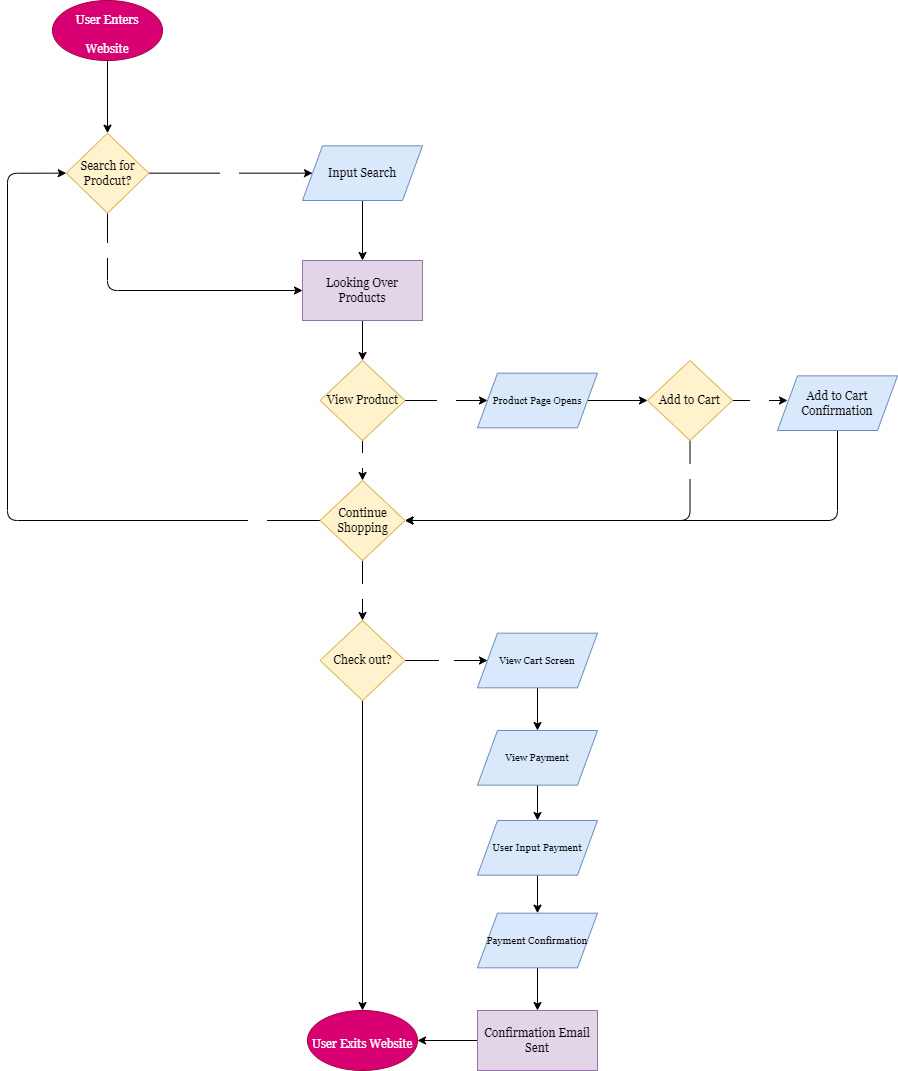 User Enters
Website
Search for
Prodcut?
Input Search
Looking Over
Products
View Product
Product Page Opens
Add to Cart
Add to Cart
Confirmation
Continue
Shopping
Check out?
View Cart Screen
View Payment
User Input Payment
Payment Confirmation
User Exits Website
Confirmation Email
Sent